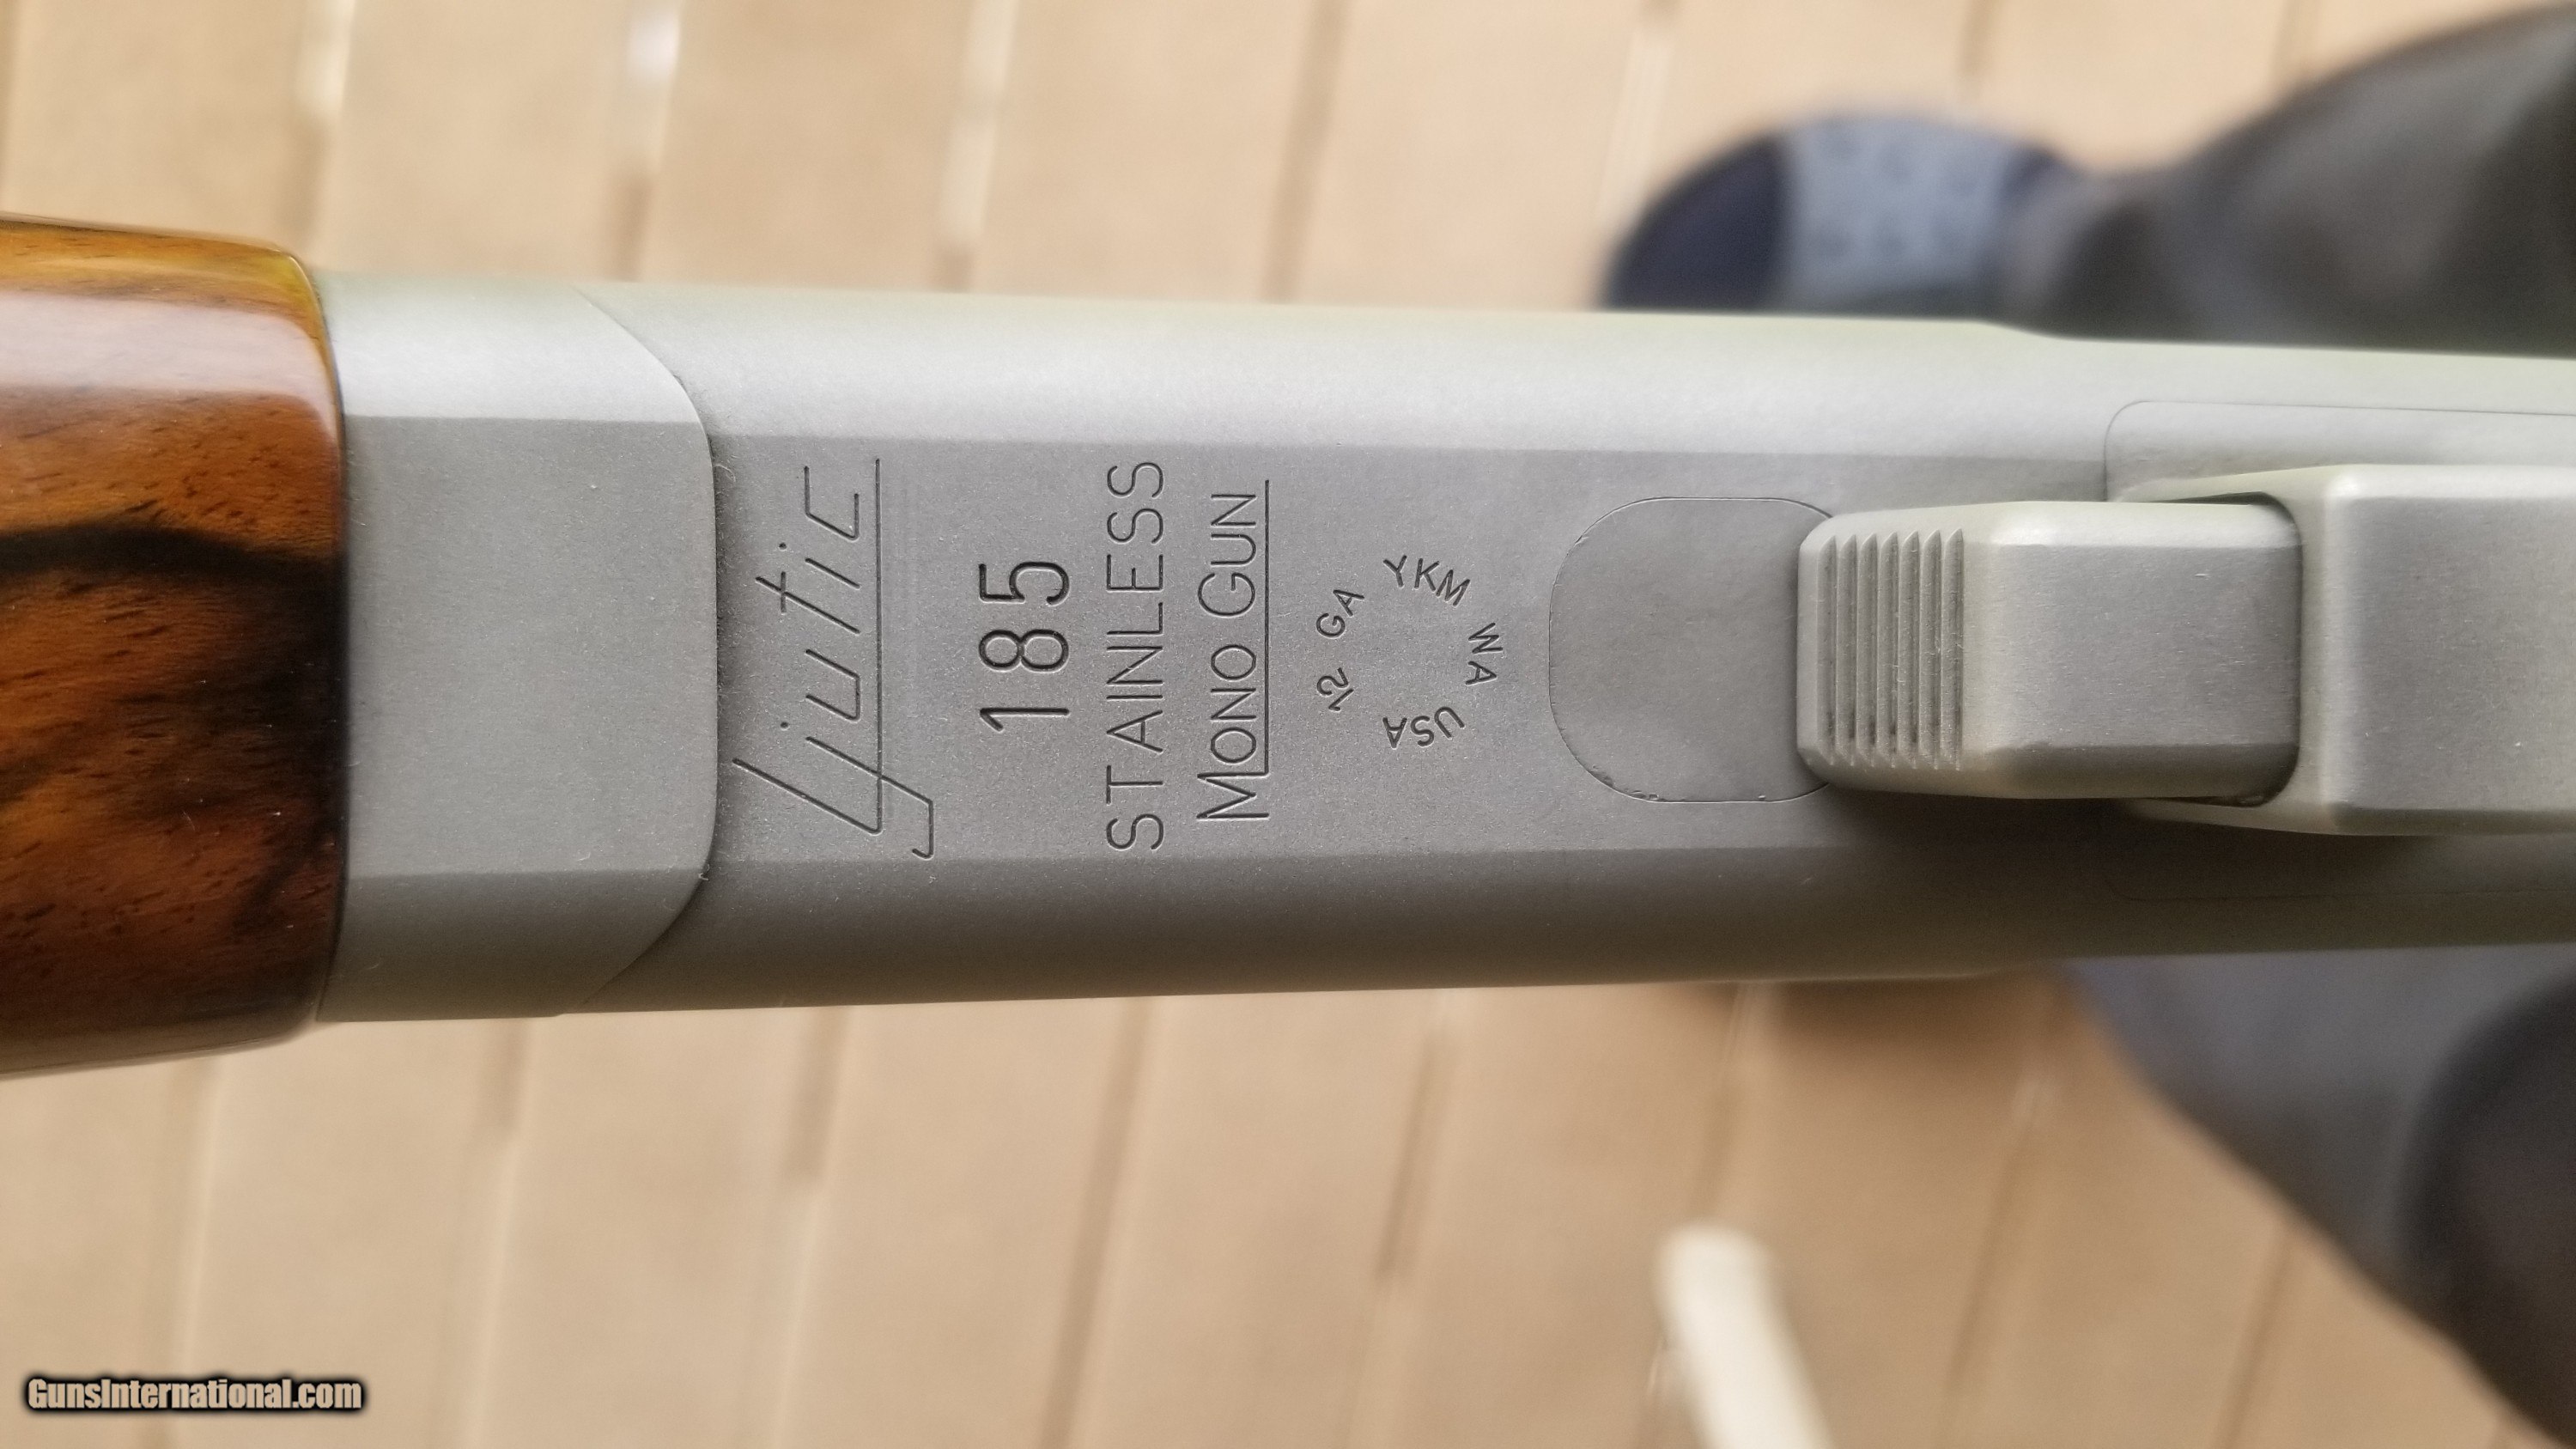 Ljutic
185
STAINLESS
MONO GUN
12 GA YKM WA USA
GunsInternational.com